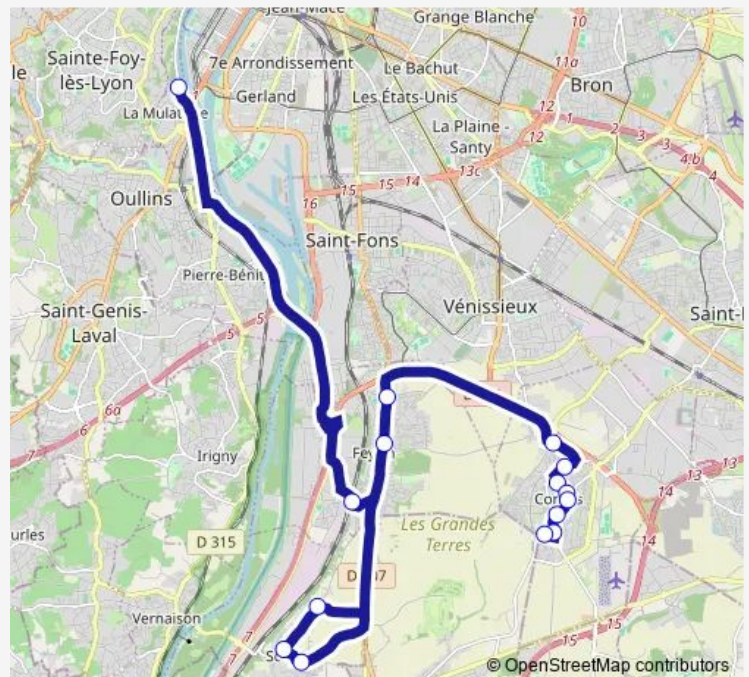 Grange Blanche
10
Sainte-Foy-
lès-Lyon
7e Arrondissement
Le Bachut
11a
Bron
Gerland
Les États-Unis
12
1
2
3
La Plaine -
Santy
12
3
4.b
4
13c
15
15
14
16
Oullins
Saint-Fons
Vénissieux
Saint-Genis-
Laval
5
5
6a
6
7
Irigny
13
14
13
D 315
Les Grandes
Terres
14
Vernaison
7
7
15
15
© OpenStreetMap contributors